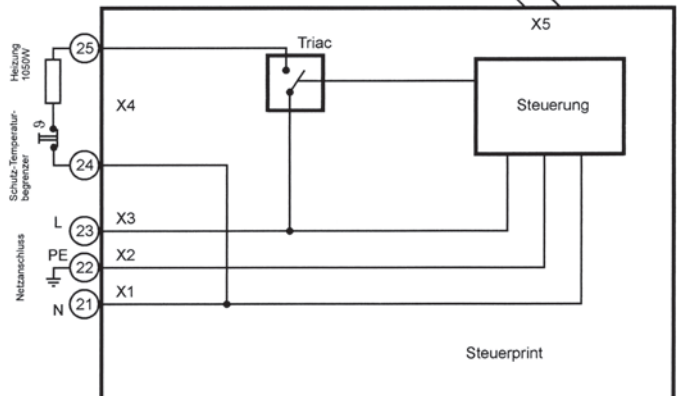 X5
Triac
25
Heizung
1050W
X4
Steuerung
ϑ
Schutz-Temperatur-
begrenzer
24
L
23
X3
PE
22
X2
Netzanschluss
N
21
X1
Steuerprint